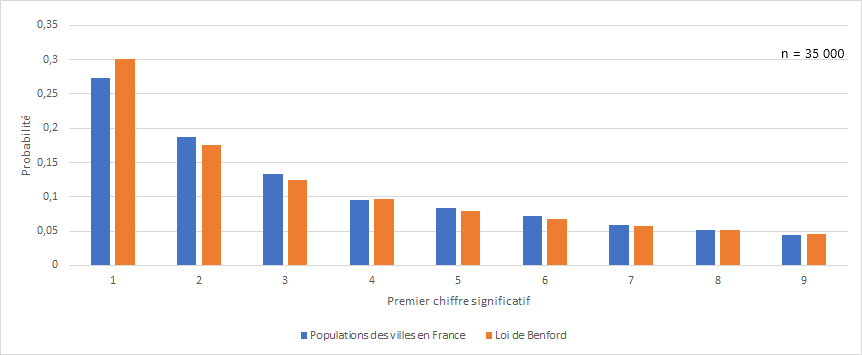 0,35
n = 35 000
0,3
0,25
0,2
0,15
0,1
0,05
0
Probabilité
1 2 3 4 5 6 7 8 9
Premier chiffre significatif
Populations des villes en France Loi de Benford